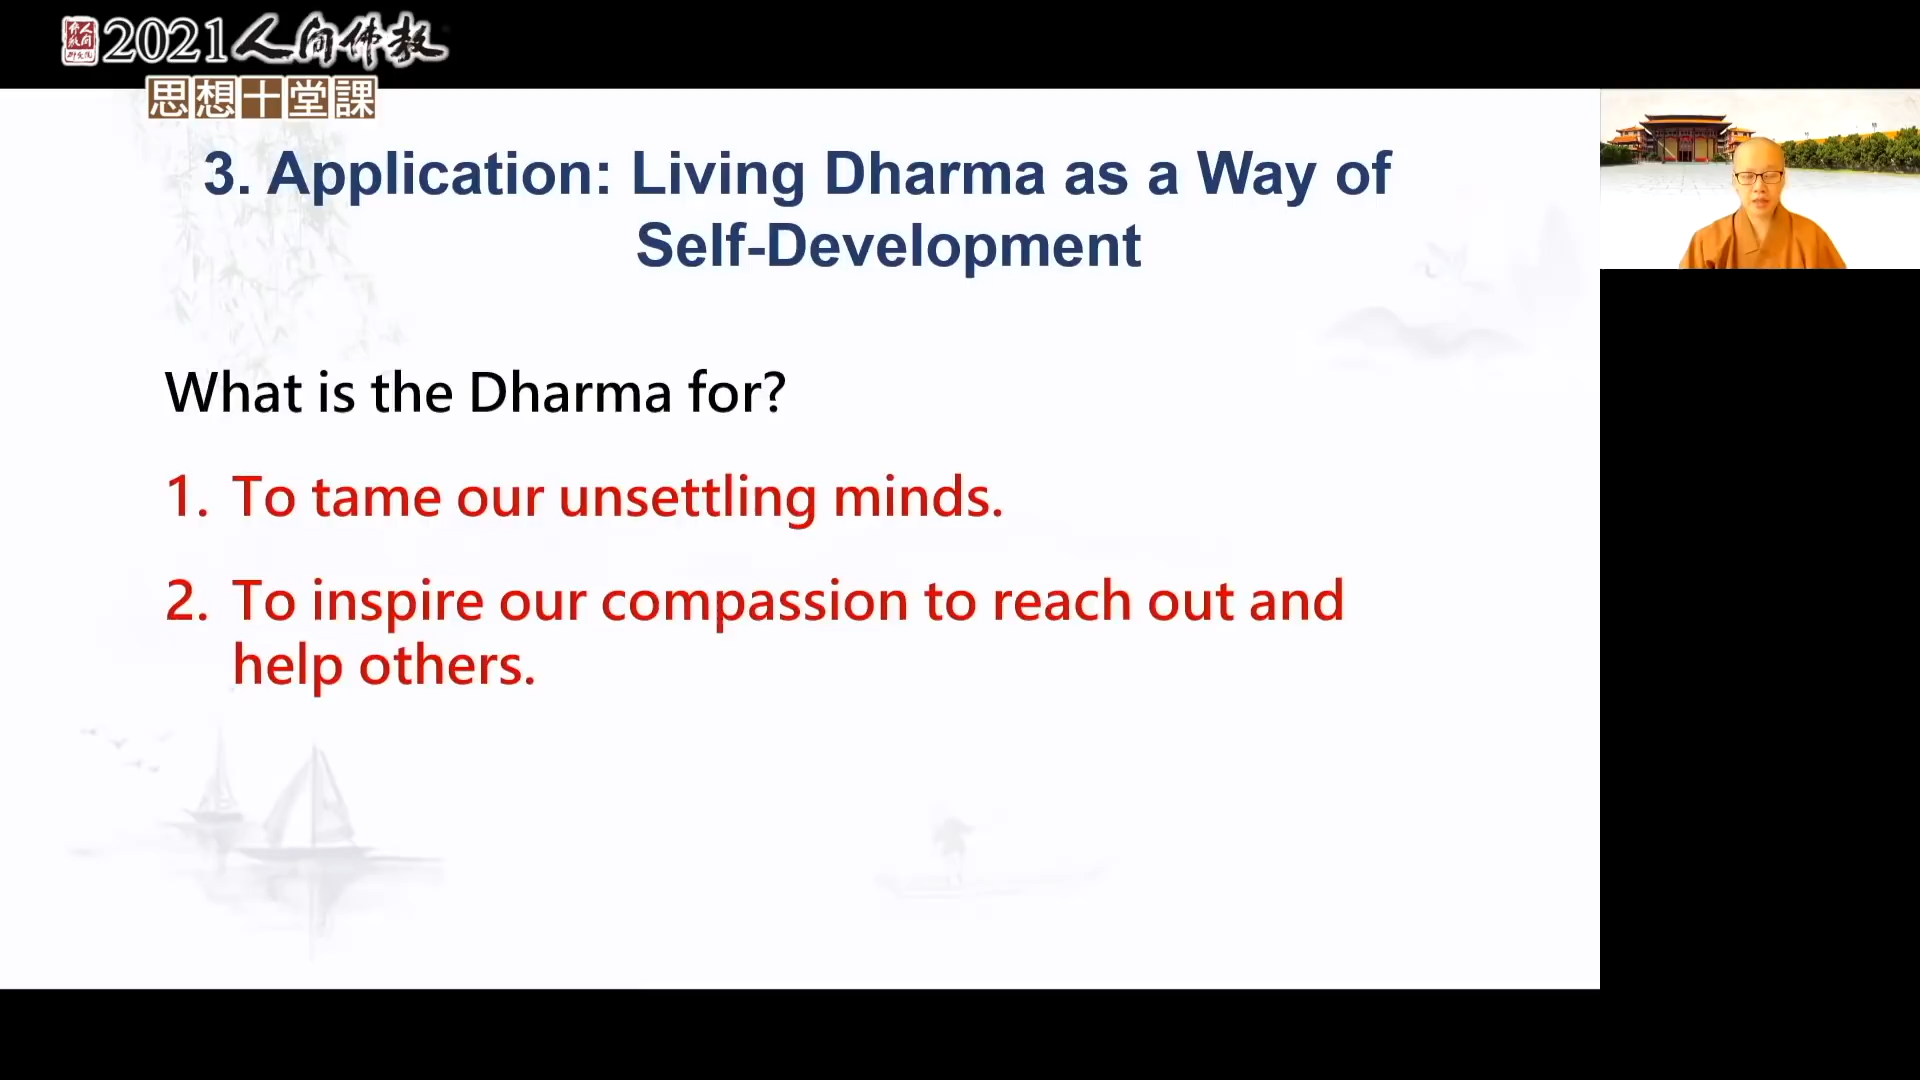 2021人间佛教
思想十堂課
3. Application: Living Dharma as a Way of
Self-Development
What is the Dharma for?
1. To tame our unsettling minds.
2. To inspire our compassion to reach out and
help others.